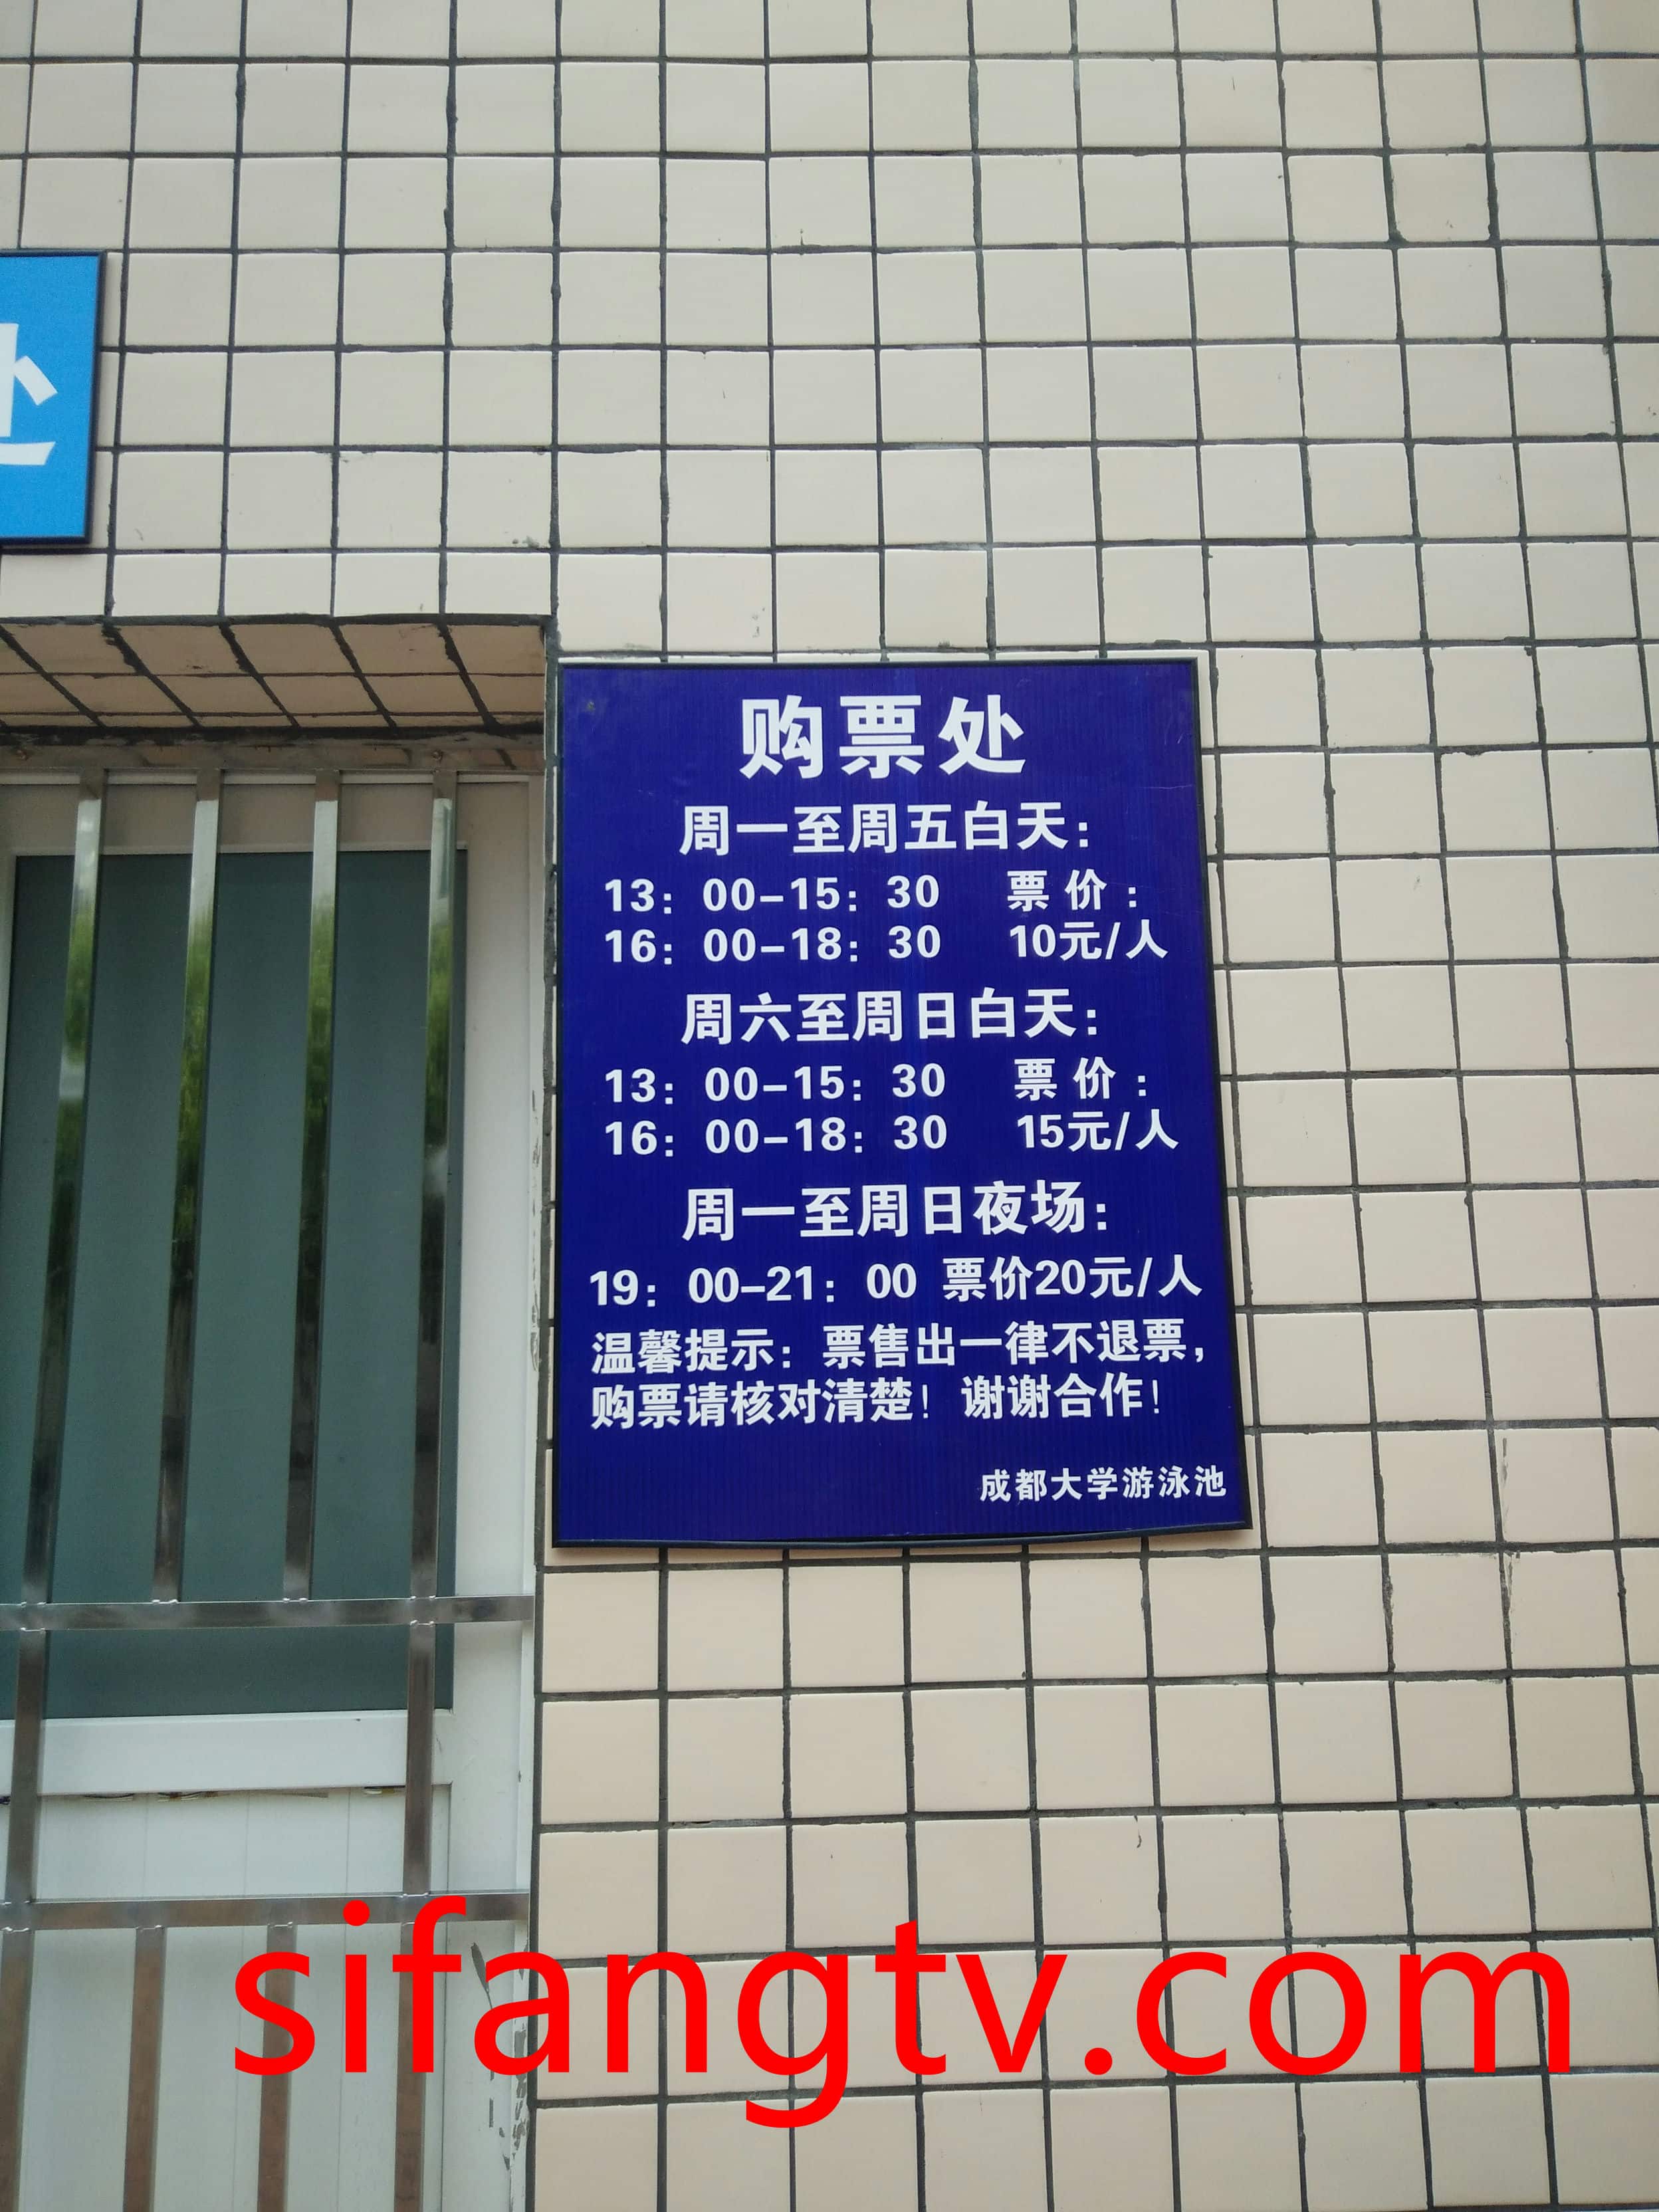 处
购票处
周一至周五白天：
13：00-15：30 票价：
16：00-18：30 10元/人
周六至周日白天：
13：00-15：30 票价：
16：00-18：30 15元/人
周一至周日夜场：
19：00-21：00 票价20元/人
温馨提示：票售出一律不退票，
购票请核对清楚！谢谢合作！
成都大学游泳池
sifangtv.com